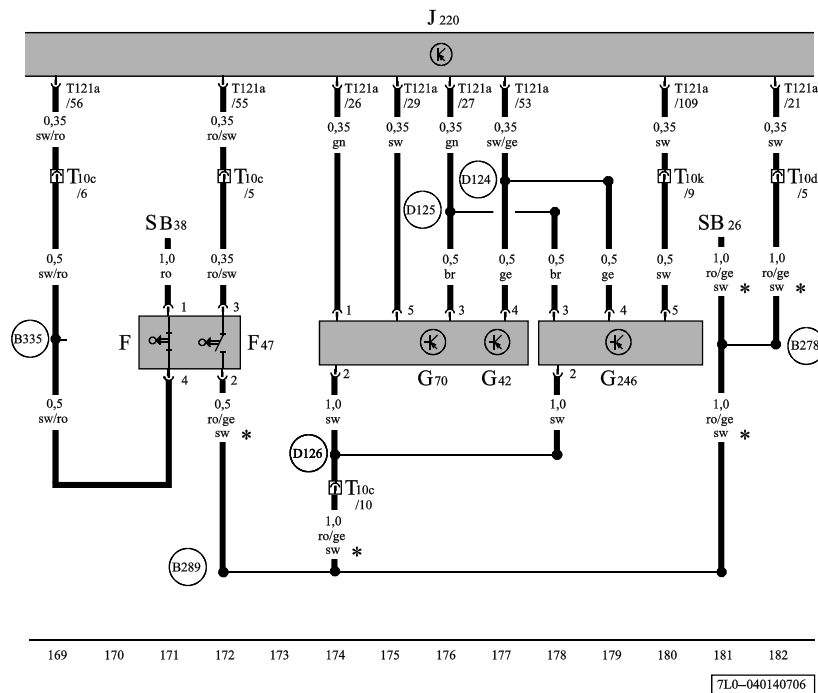 J 220
T121a /56
T121a /55
T121a /26
T121a /29
T121a /27
T121a /53
T121a /109
T121a /21
0,35 sw/ro
0,35 ro/sw
0,35 gn
0,35 sw
0,35 gn
0,35 sw/ge
0,35 sw
0,35 sw
T10c /6
T10c /5
D124
T10k /9
T10d /5
D125
SB38
SB 26
0,5 sw/ro
1,0 ro
0,35 ro/sw
0,5 br
0,5 ge
0,5 br
0,5 ge
0,5 sw
1,0 ro/ge sw *
1,0 ro/ge sw *
1
3
1
5
3
4
3
4
5
B335
F
F47
G70
G42
G246
B278
4
2
2
2
0,5 sw/ro
0,5 ro/ge sw *
1,0 sw
1,0 sw
1,0 ro/ge sw *
D126
T10c /10
1,0 ro/ge sw *
B289
169 170 171 172 173 174 175 176 177 178 179 180 181 182
7L0–040140706